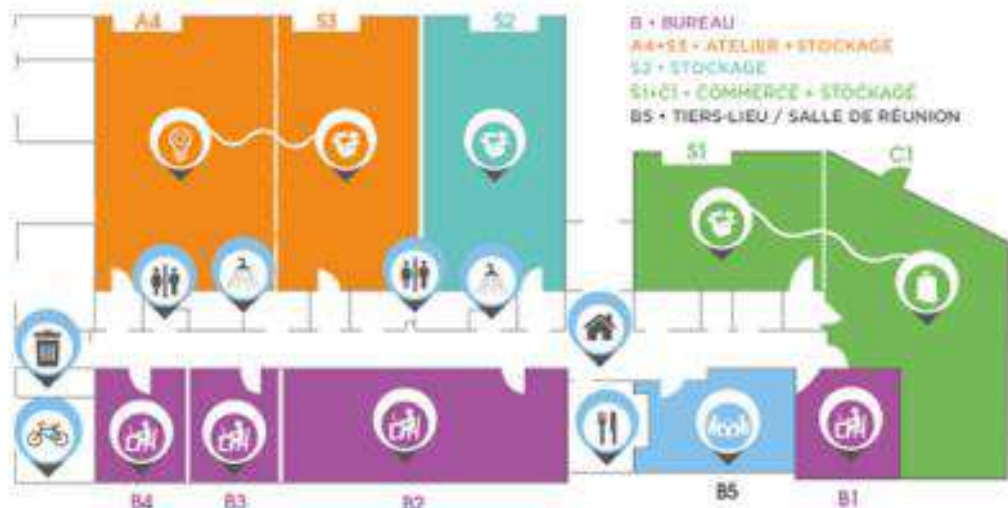 A4 S3 S2
B • BUREAU
A4+S3 • ATELIER + STOCKAGE
S2 • STOCKAGE
S1+C1 • COMMERCE + STOCKAGE
B5 • TIERS-LIEU / SALLE DE RÉUNION
S1 C1
B4 B3 B2 B5 B1